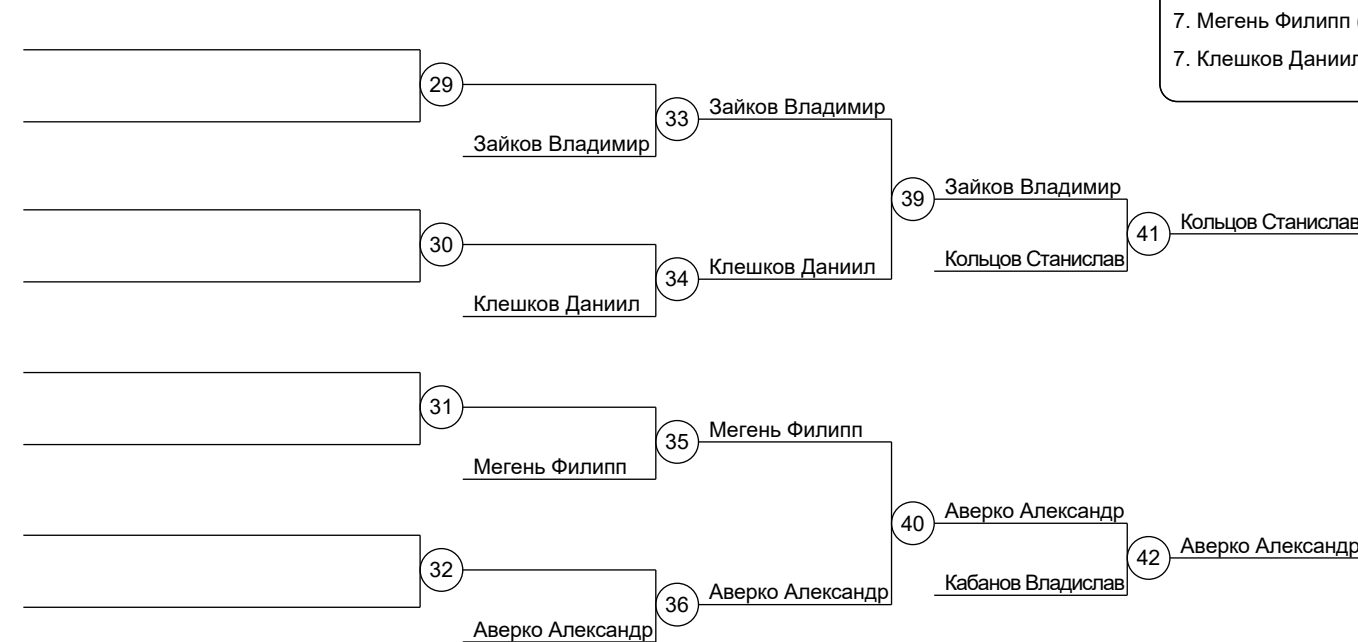 7. Мегень Филипп (
7. Клешков Даниил
29
33
Зайков Владимир
Зайков Владимир
39
Зайков Владимир
41
Кольцов Станислав
30
34
Клешков Даниил
Кольцов Станислав
Клешков Даниил
31
35
Мегень Филипп
Мегень Филипп
40
Аверко Александр
42
Аверко Александр
32
36
Аверко Александр
Кабанов Владислав
Аверко Александр